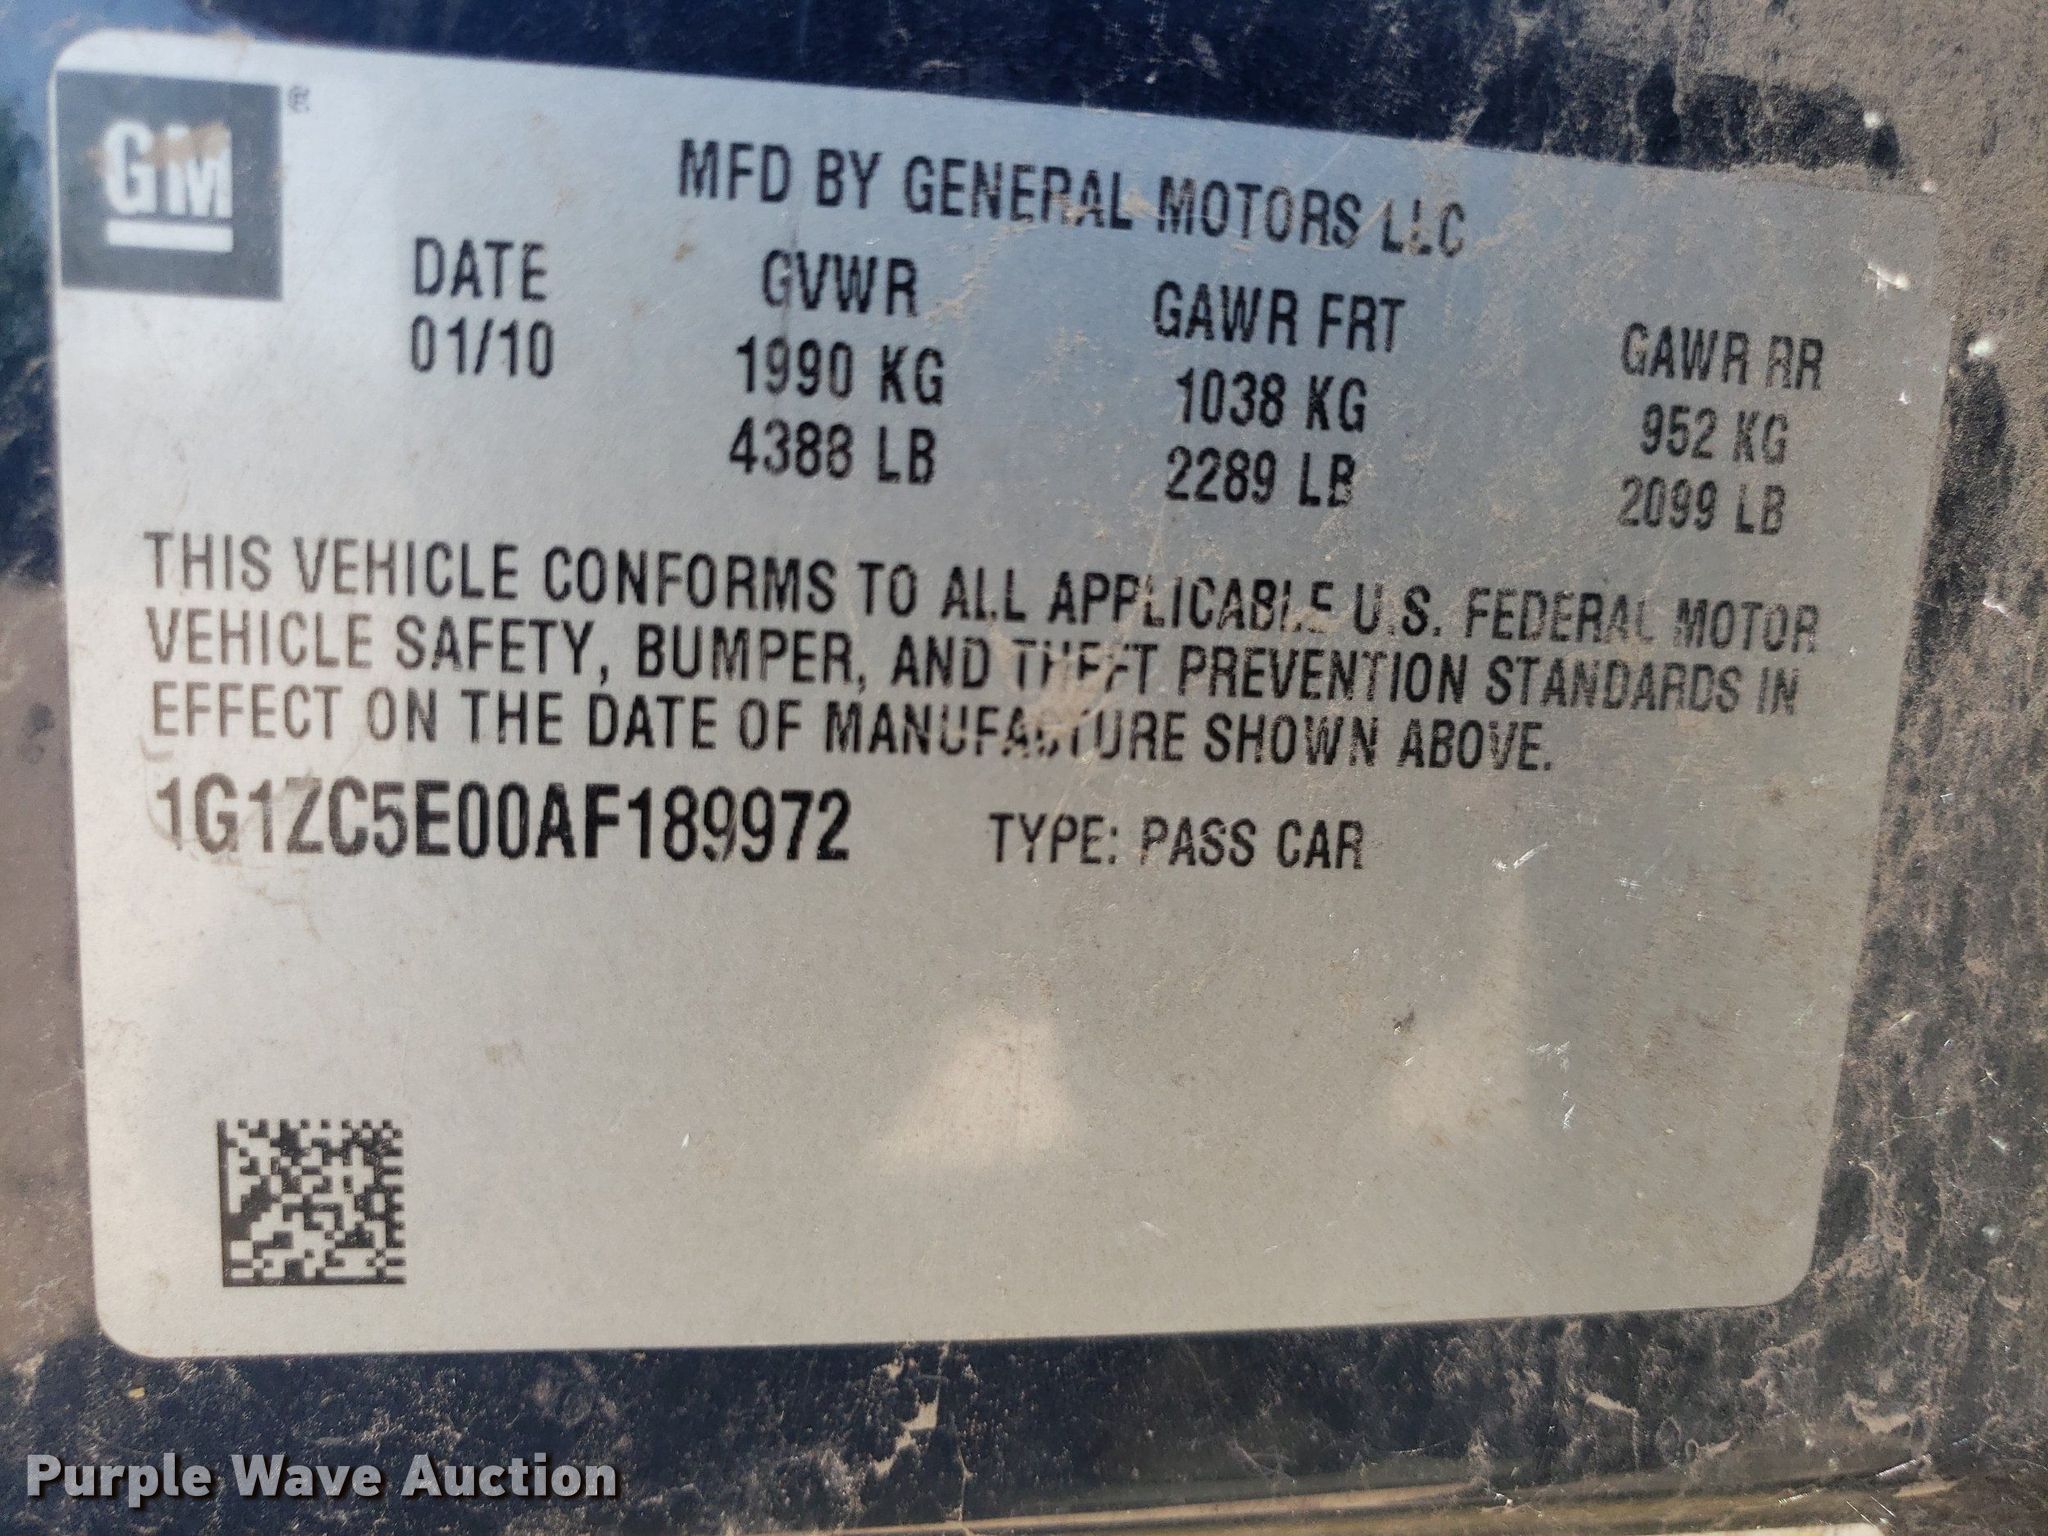 GM ®
MFD BY GENERAL MOTORS LLC
DATE GVWR GAWR FRT GAWR RR
01/10 1990 KG 1038 KG 952 KG
4388 LB 2289 LB 2099 LB
THIS VEHICLE CONFORMS TO ALL APPLICABLE U.S. FEDERAL MOTOR
VEHICLE SAFETY, BUMPER, AND THEFT PREVENTION STANDARDS IN
EFFECT ON THE DATE OF MANUFACTURE SHOWN ABOVE.
1G1ZC5E00AF189972 TYPE: PASS CAR
Purple Wave Auction